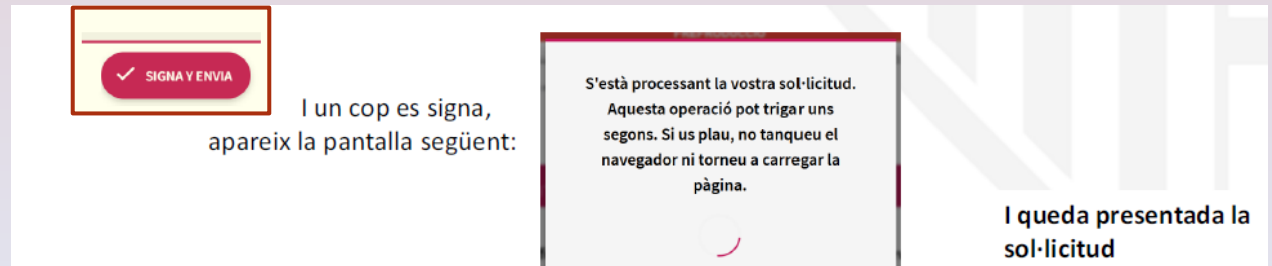 SIGNA Y ENVIA
I un cop es signa,
apareix la pantalla següent:
PREPRODUCCIÓ
S'està processant la vostra sol·licitud.
Aquesta operació pot trigar uns
segons. Si us plau, no tanqueu el
navegador ni torneu a carregar la
pàgina.
I queda presentada la
sol·licitud